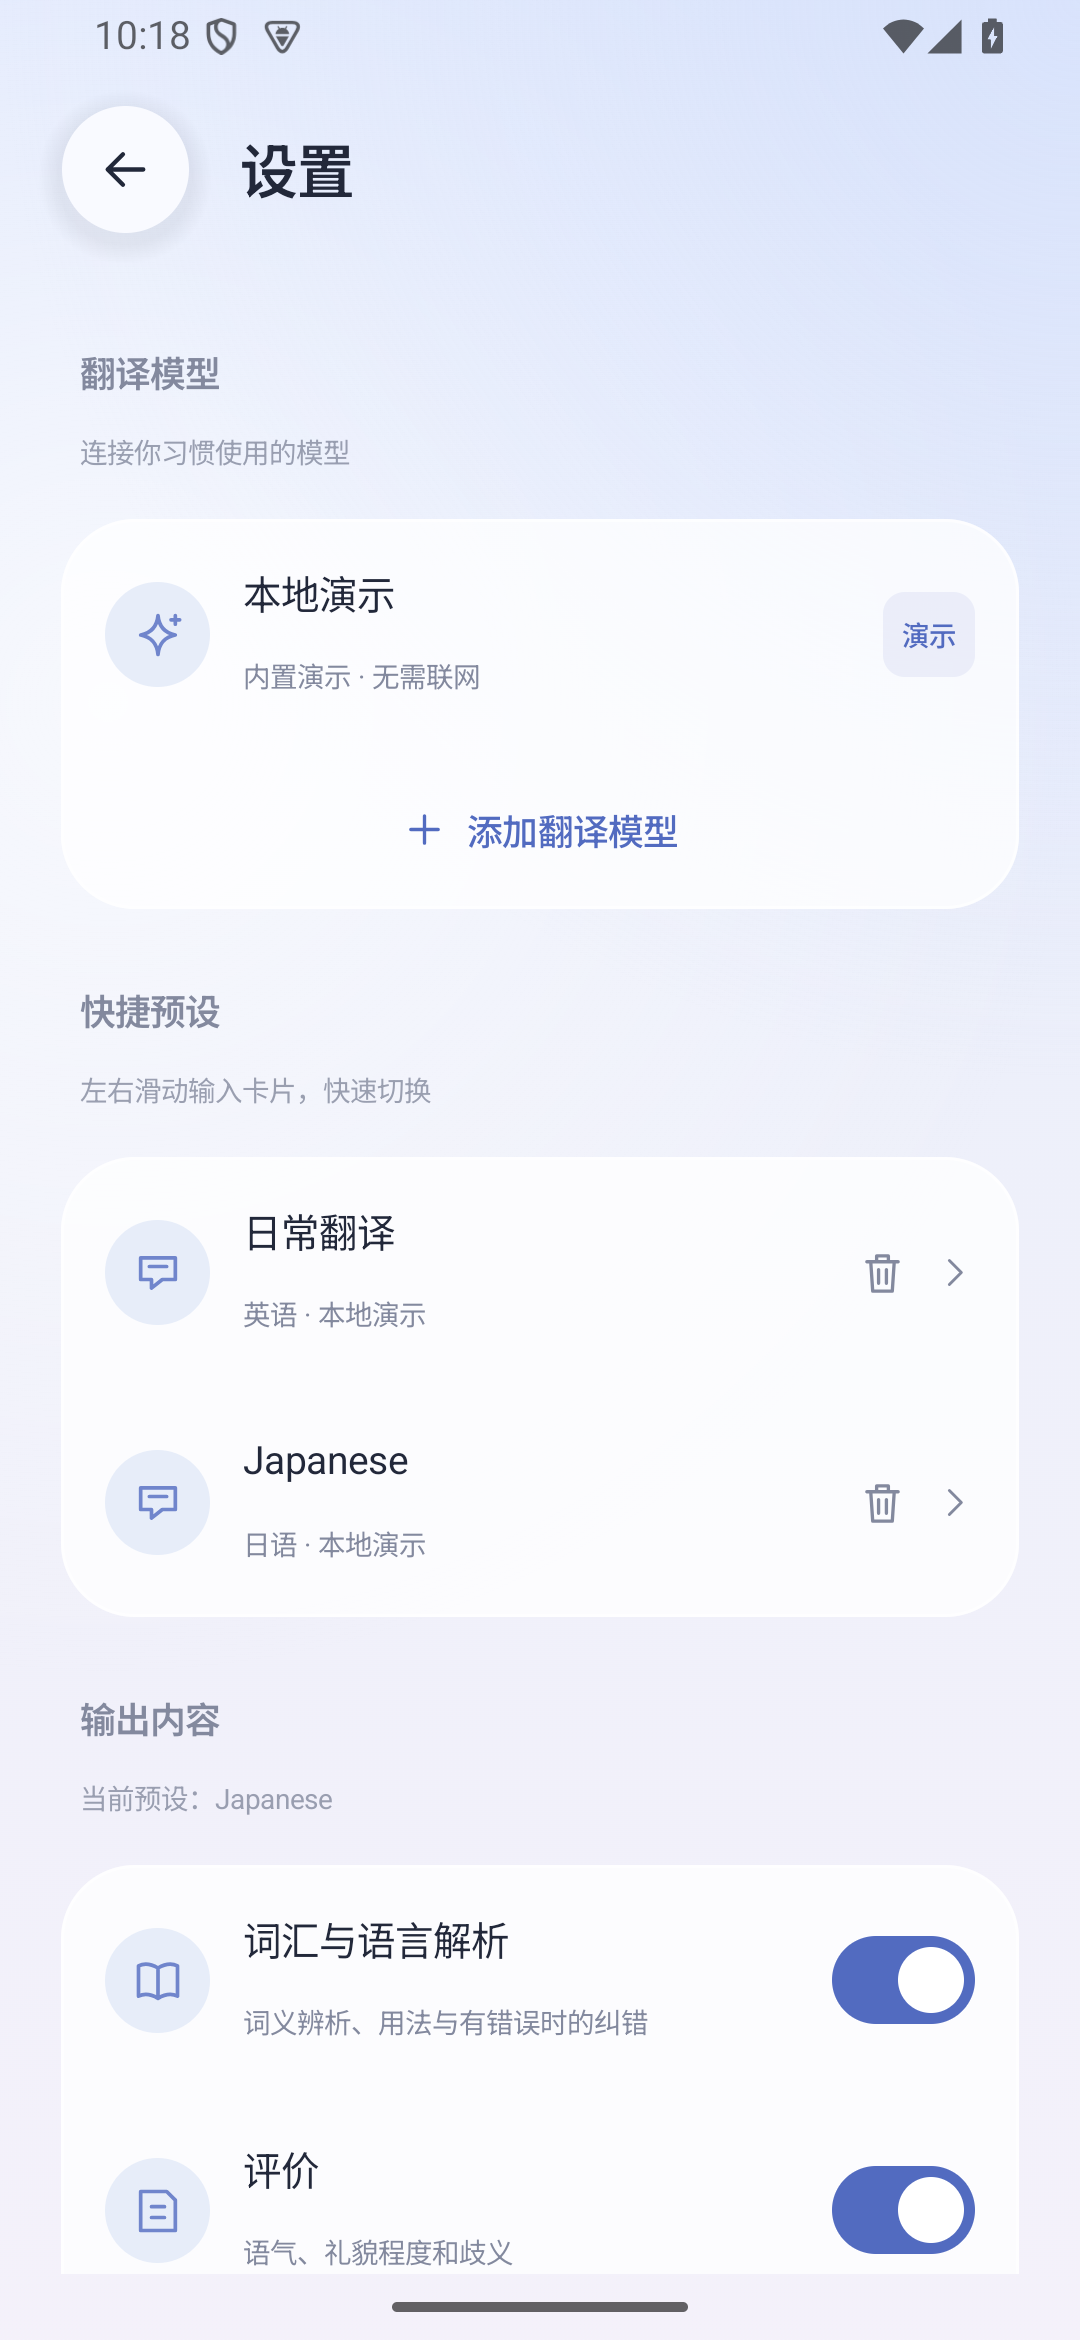 10:18
设置
翻译模型
连接你习惯使用的模型
本地演示
内置演示 · 无需联网
演示
添加翻译模型
快捷预设
左右滑动输入卡片，快速切换
日常翻译
英语 · 本地演示
Japanese
日语 · 本地演示
输出内容
当前预设：Japanese
词汇与语言解析
词义辨析、用法与有错误时的纠错
评价
语气、礼貌程度和歧义